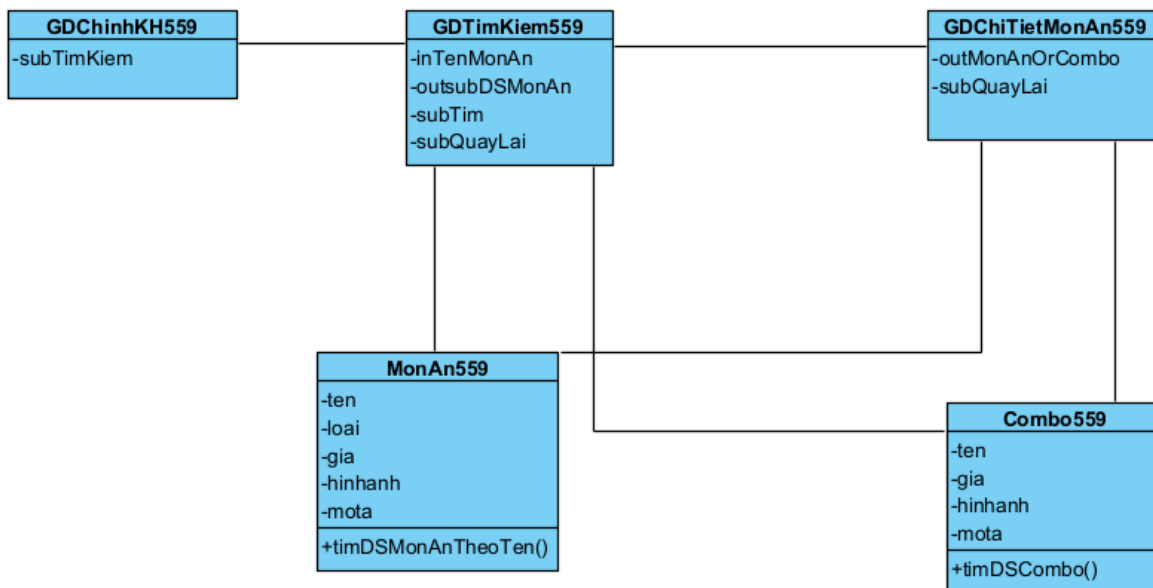 GDChinhKH559
-subTimKiem
GDTimKiem559
-inTenMonAn
-outsubDSMonAn
-subTim
-subQuayLai
GDChiTietMonAn559
-outMonAnOrCombo
-subQuayLai
MonAn559
-ten
-loai
-gia
-hinhanh
-mota
+timDSMonAnTheoTen()
Combo559
-ten
-gia
-hinhanh
-mota
+timDSCombo()